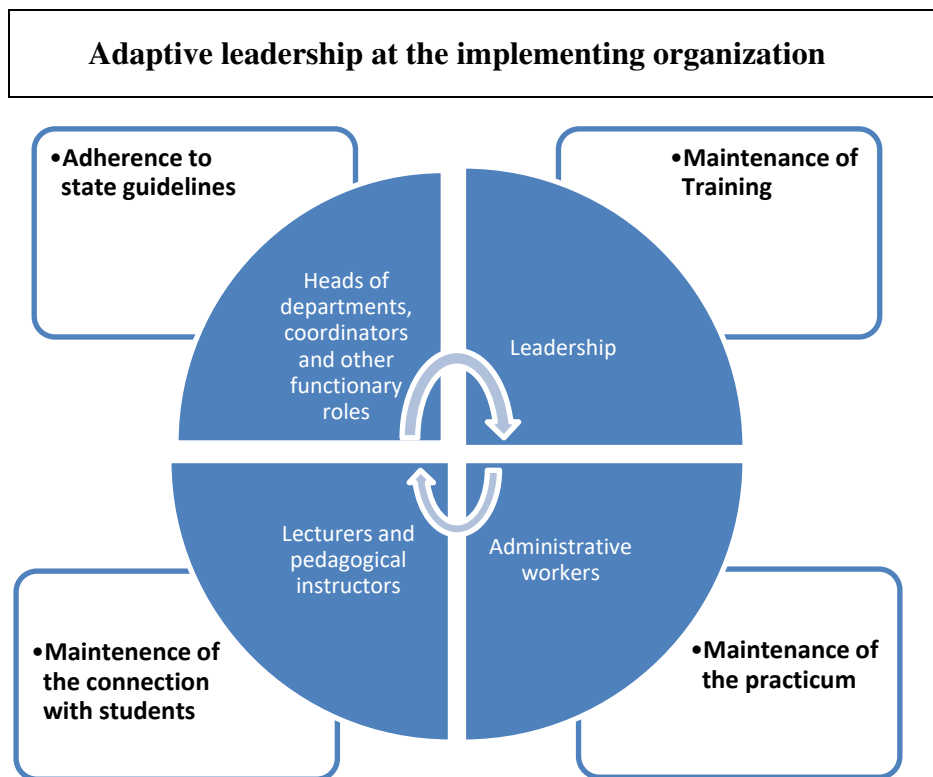 Adaptive leadership at the implementing organization
•Adherence to
state guidelines
•Maintenance of
Training
Heads of
departments,
coordinators
and other
functionary
roles
Leadership
Lecturers and
pedagogical
instructors
Administrative
workers
•Maintenence of
the connection
with students
•Maintenance of
the practicum